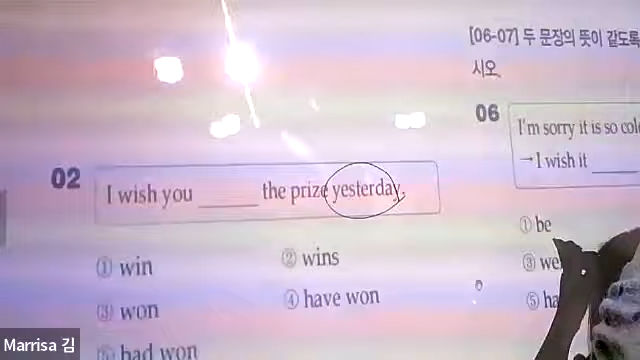 [06-07] 두 문장의 뜻이 같도록
시오.
02
I wish you ______ the prize yesterday.
① win
② wins
③ won
④ have won
⑤ had won
06
I'm sorry it is so col
→ I wish it ______
① be
③ we
⑤ ha
Marrisa 김